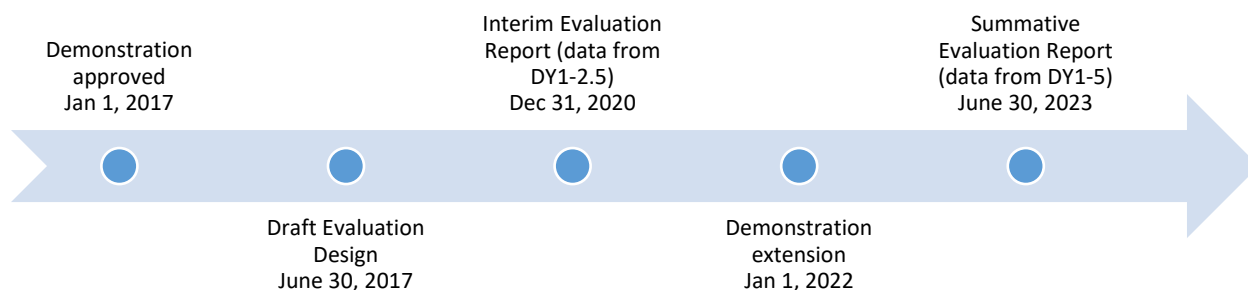 Demonstration
approved
Jan 1, 2017
Draft Evaluation
Design
June 30, 2017
Interim Evaluation
Report (data from
DY1-2.5)
Dec 31, 2020
Demonstration
extension
Jan 1, 2022
Summative
Evaluation Report
(data from DY1-5)
June 30, 2023